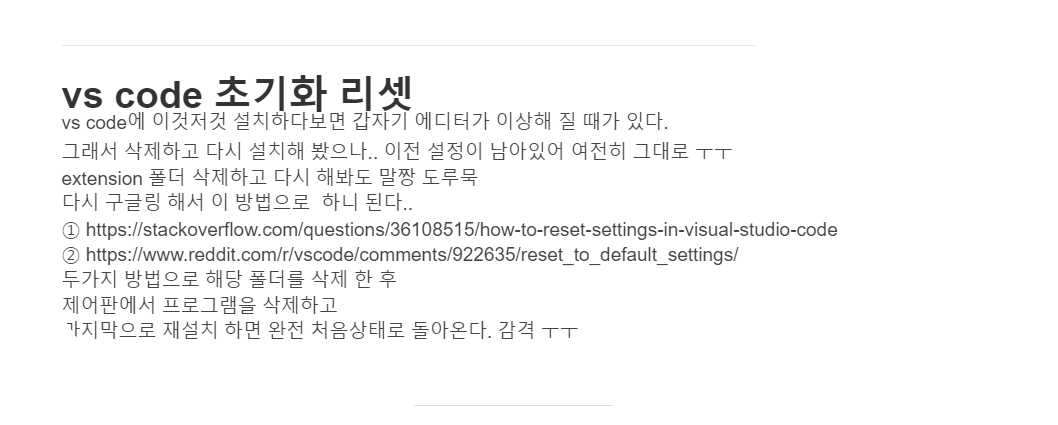 vs code 초기화 리셋
vs code에 이것저것 설치하다보면 갑자기 에디터가 이상해 질 때가 있다.
그래서 삭제하고 다시 설치해 봤으나.. 이전 설정이 남아있어 여전히 그대로 ㅜㅜ
extension 폴더 삭제하고 다시 해봐도 말짱 도루묵
다시 구글링 해서 이 방법으로 하니 된다..
① https://stackoverflow.com/questions/36108515/how-to-reset-settings-in-visual-studio-code
② https://www.reddit.com/r/vscode/comments/922635/reset_to_default_settings/
두가지 방법으로 해당 폴더를 삭제 한 후
제어판에서 프로그램을 삭제하고
재설치 하면 완전 처음상태로 돌아온다. 감격 ㅜㅜ